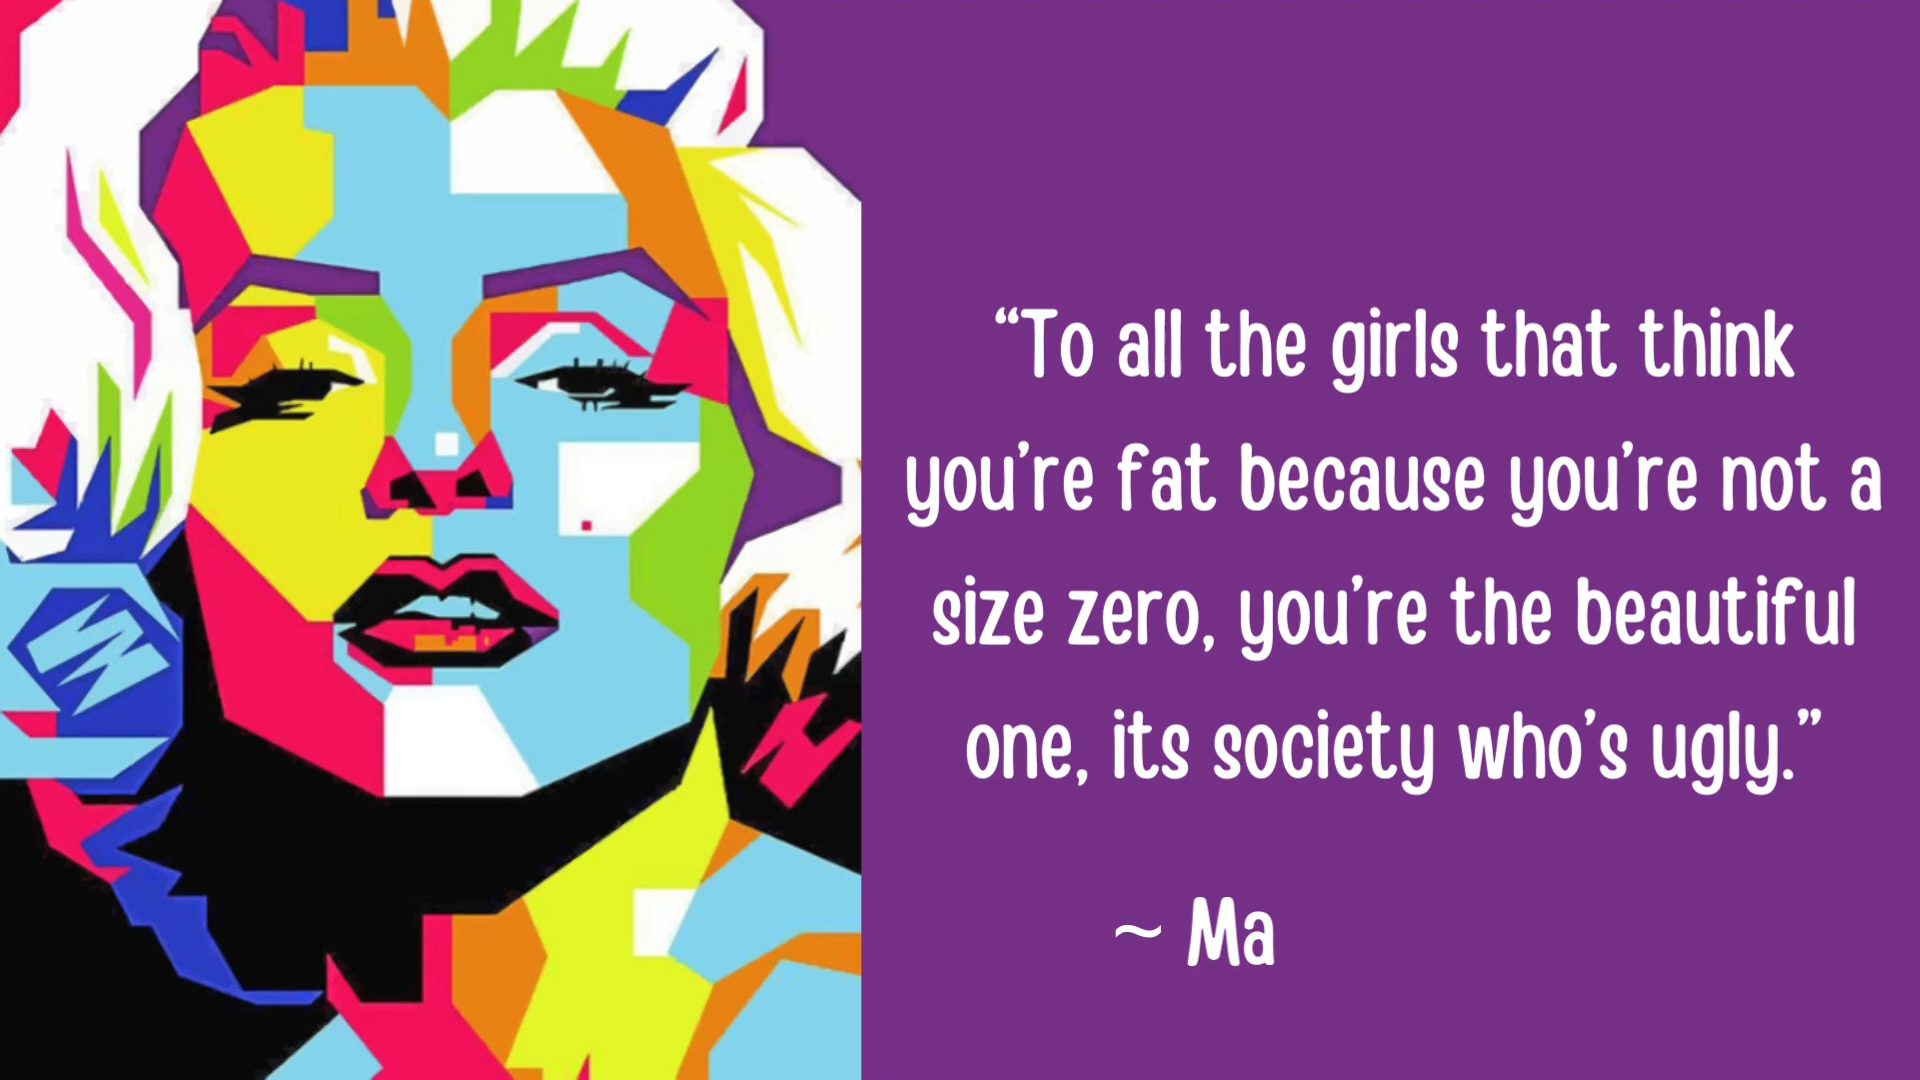 “To all the girls that think
you’re fat because you’re not a
size zero, you’re the beautiful
one, its society who’s ugly.”
~ Ma